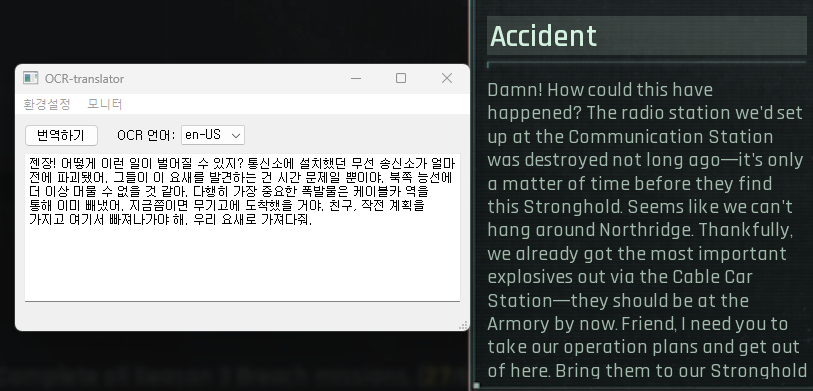 OCR-translator
환경설정 모니터
번역하기 OCR 언어: en-US
젠장! 어떻게 이런 일이 벌어질 수 있지? 통신소에 설치했던 무선 송신소가 얼마
전에 파괴됐어. 그들이 이 요새를 발견하는 건 시간 문제일 뿐이야. 북쪽 능선에
더 이상 머물 수 없을 것 같아. 다행히 가장 중요한 폭발물은 케이블카 역을
통해 이미 빼냈어. 지금쯤이면 무기고에 도착했을 거야. 친구, 작전 계획을
가지고 여기서 빠져나가야 해. 우리 요새로 가져다줘.
Accident
Damn! How could this have
happened? The radio station we'd set
up at the Communication Station
was destroyed not long ago—it's only
a matter of time before they find
this Stronghold. Seems like we can't
hang around Northridge. Thankfully,
we already got the most important
explosives out via the Cable Car
Station—they should be at the
Armory by now. Friend, I need you to
take our operation plans and get out
of here. Bring them to our Stronghold